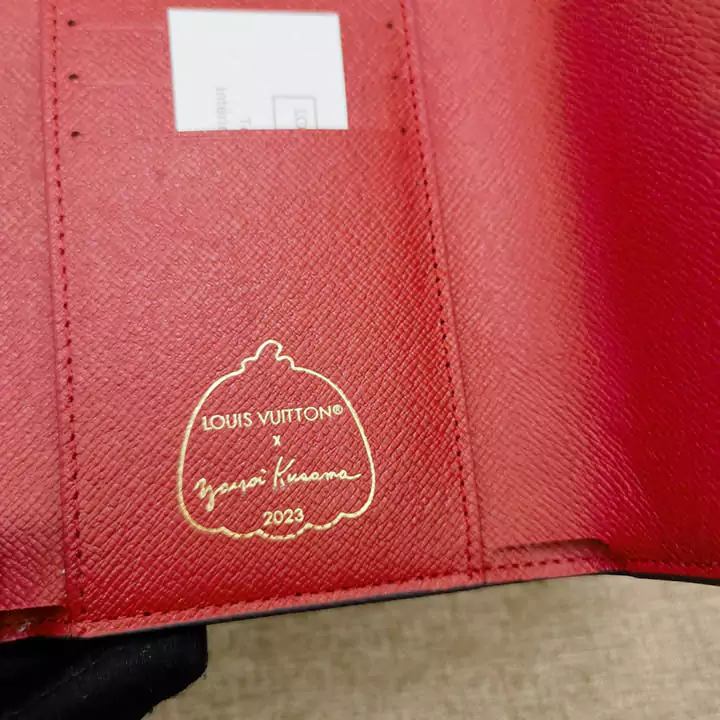 LOUIS VUITTON®
x
Yayoi Kusama
2023